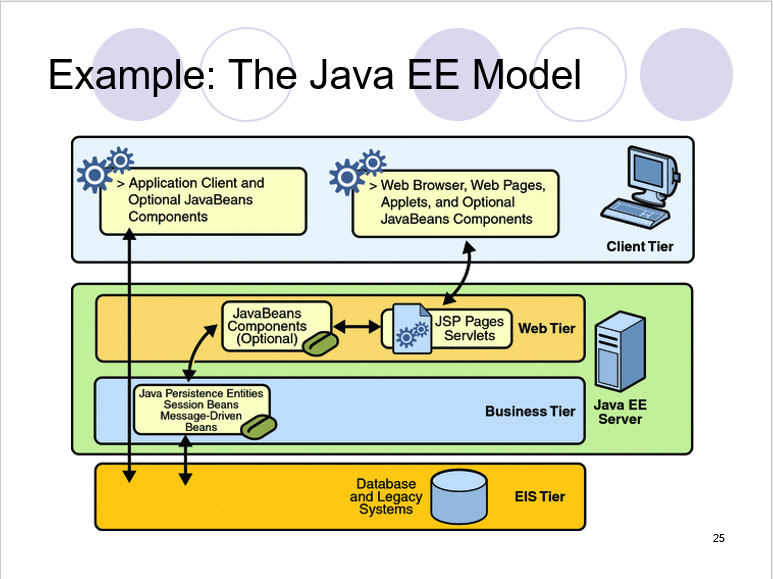 Example: The Java EE Model
> Application Client and
Optional JavaBeans
Components
> Web Browser, Web Pages,
Applets, and Optional
JavaBeans Components
Client Tier
JavaBeans
Components
(Optional)
JSP Pages
Servlets
Web Tier
Java Persistence Entities
Session Beans
Message-Driven
Beans
Business Tier
Java EE
Server
Database
and Legacy
Systems
EIS Tier
25